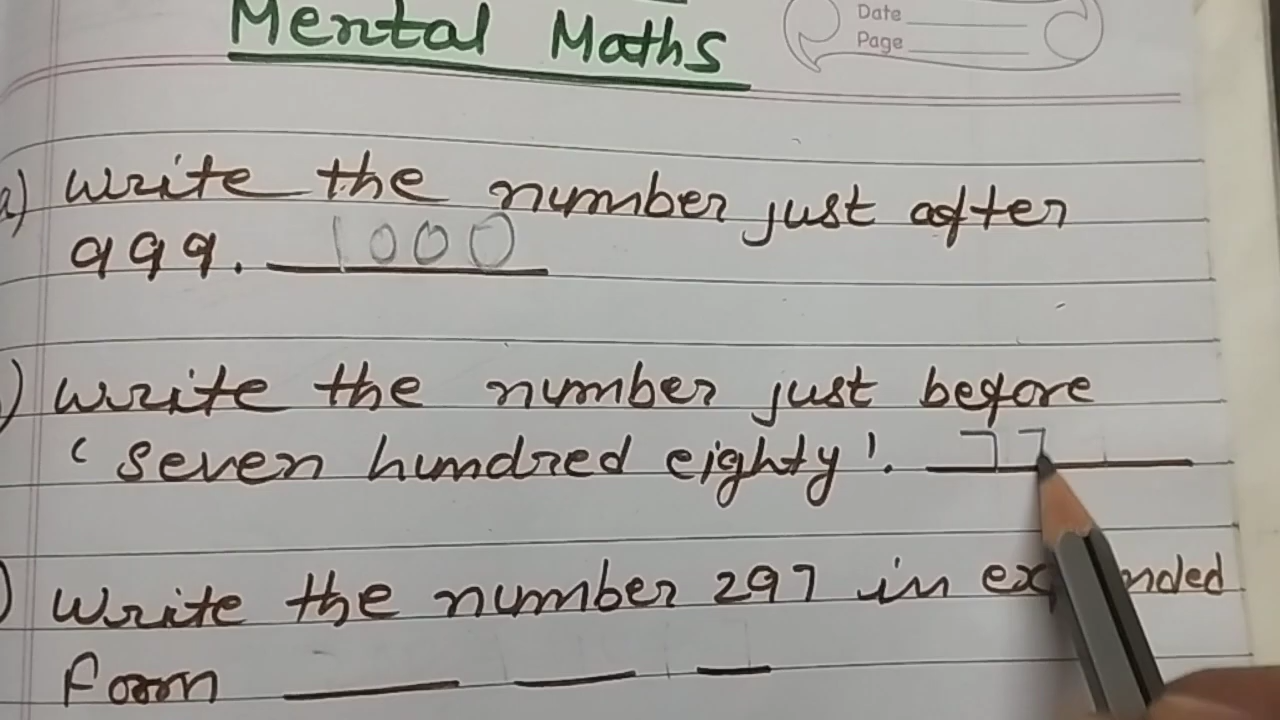 Mental Maths
Date
Page
a) Write the number just after
999. 1000
) Write the number just before
'Seven hundred eighty'. 77
) Write the number 297 in
form